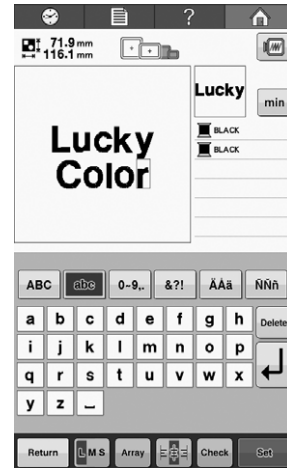 ?
71.9 mm
116.1 mm
Lucky
min
BLACK
BLACK
Lucky
Color
ABC abc 0~9,. &?! ÄÅä ÑÑñ
a b c d e f g h Delete
i j k l m n o p
q r s t u v w x
y z
Return L M S Array Check Set